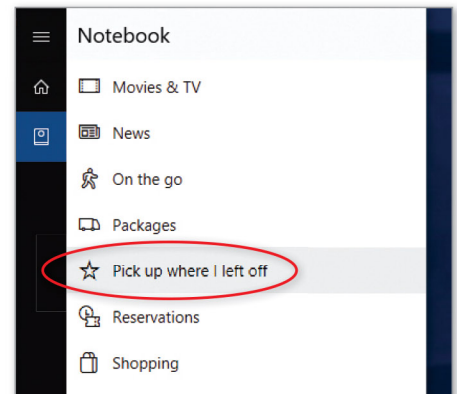 Notebook
Movies & TV
News
On the go
Packages
Pick up where I left off
Reservations
Shopping